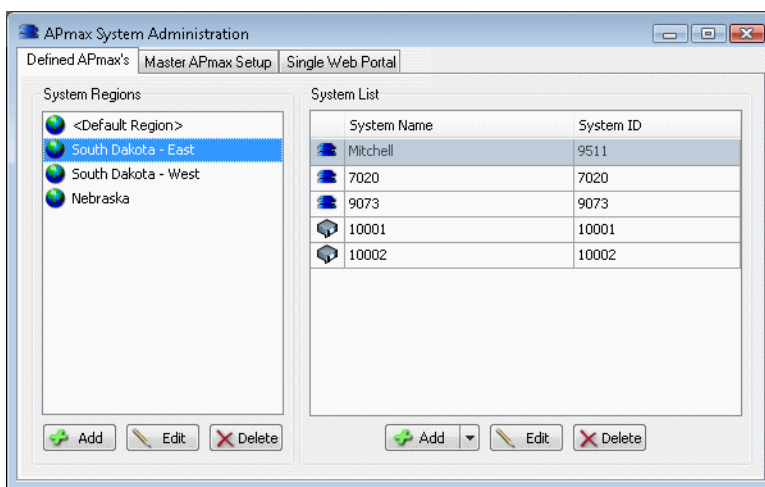 APmax System Administration
Defined APmax's Master APmax Setup Single Web Portal
System Regions
<Default Region>
South Dakota - East
South Dakota - West
Nebraska
Add Edit Delete
System List
System Name System ID
Mitchell 9511
7020 7020
9073 9073
10001 10001
10002 10002
Add Edit Delete